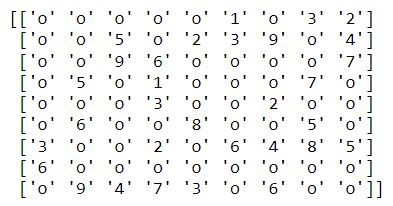 [['o' 'o' 'o' 'o' 'o' '1' 'o' '3' '2']
['o' 'o' '5' 'o' '2' '3' '9' 'o' '4']
['o' 'o' '9' '6' 'o' 'o' 'o' 'o' '7']
['o' '5' 'o' '1' 'o' 'o' 'o' '7' 'o']
['o' 'o' 'o' '3' 'o' 'o' '2' 'o' 'o']
['o' '6' 'o' 'o' '8' 'o' 'o' '5' 'o']
['3' 'o' 'o' '2' 'o' '6' '4' '8' '5']
['6' 'o' 'o' 'o' 'o' 'o' 'o' 'o' 'o']
['o' '9' '4' '7' '3' 'o' '6' 'o' 'o']]